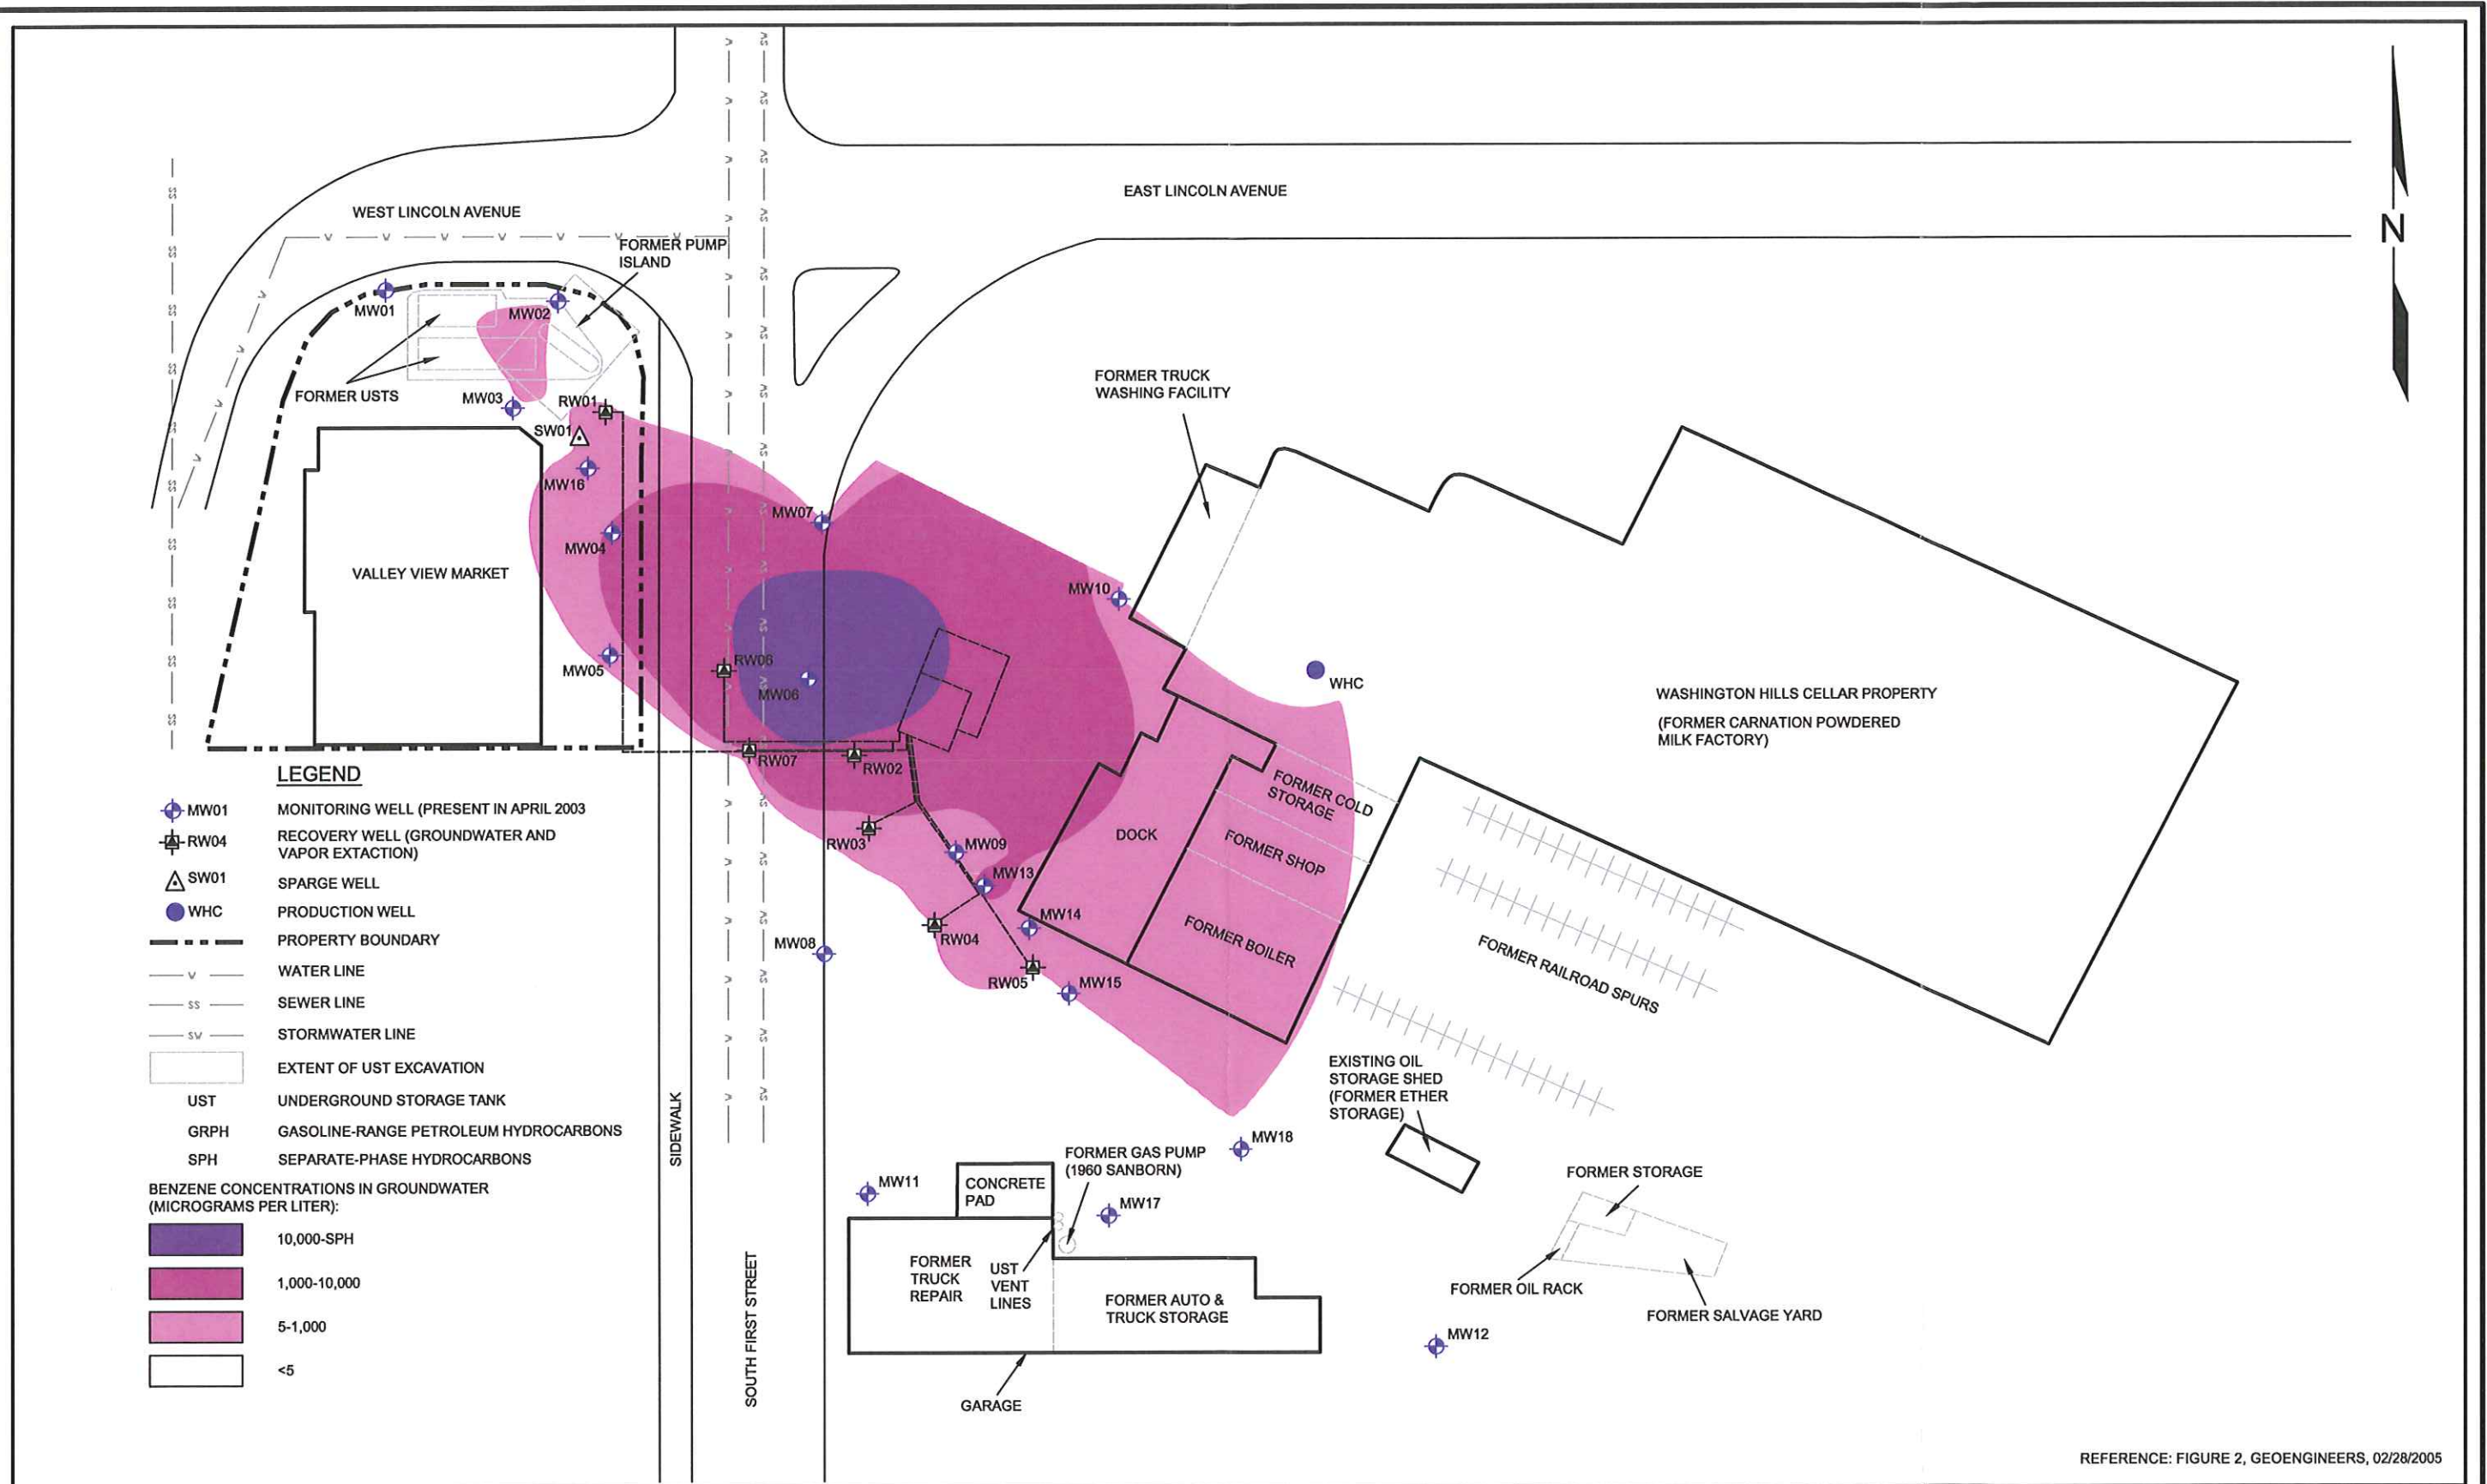 EAST LINCOLN AVENUE
WEST LINCOLN AVENUE
N
FORMER PUMP
ISLAND
MW01
MW02
FORMER USTS
MW03
RW01
SW01
MW16
MW07
MW04
VALLEY VIEW MARKET
MW05
RW06
MW06
RW07
RW02
RW03
MW09
MW13
MW14
RW04
MW08
RW05
MW15
MW10
FORMER TRUCK
WASHING FACILITY
WHC
WASHINGTON HILLS CELLAR PROPERTY
(FORMER CARNATION POWDERED
MILK FACTORY)
DOCK
FORMER COLD
STORAGE
FORMER SHOP
FORMER BOILER
FORMER RAILROAD SPURS
EXISTING OIL
STORAGE SHED
(FORMER ETHER
STORAGE)
MW18
FORMER GAS PUMP
(1960 SANBORN)
MW11
CONCRETE
PAD
MW17
FORMER
TRUCK
REPAIR
UST
VENT
LINES
FORMER AUTO &
TRUCK STORAGE
GARAGE
FORMER STORAGE
FORMER OIL RACK
FORMER SALVAGE YARD
MW12
SIDEWALK
SOUTH FIRST STREET
LEGEND
MW01 MONITORING WELL (PRESENT IN APRIL 2003
RW04 RECOVERY WELL (GROUNDWATER AND
VAPOR EXTACTION)
SW01 SPARGE WELL
WHC PRODUCTION WELL
PROPERTY BOUNDARY
V WATER LINE
SS SEWER LINE
SV STORMWATER LINE
EXTENT OF UST EXCAVATION
UST UNDERGROUND STORAGE TANK
GRPH GASOLINE-RANGE PETROLEUM HYDROCARBONS
SPH SEPARATE-PHASE HYDROCARBONS
BENZENE CONCENTRATIONS IN GROUNDWATER
(MICROGRAMS PER LITER):
10,000-SPH
1,000-10,000
5-1,000
<5
REFERENCE: FIGURE 2, GEOENGINEERS, 02/28/2005